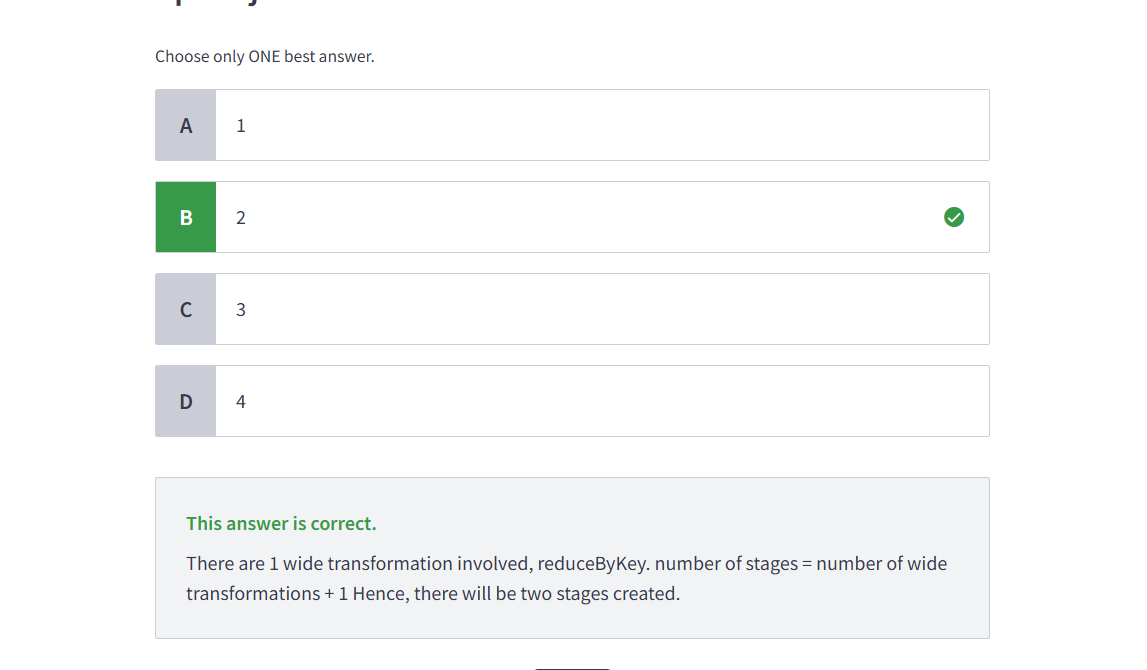 Choose only ONE best answer.
A 1
B 2
C 3
D 4
This answer is correct.
There are 1 wide transformation involved, reduceByKey. number of stages = number of wide
transformations + 1 Hence, there will be two stages created.